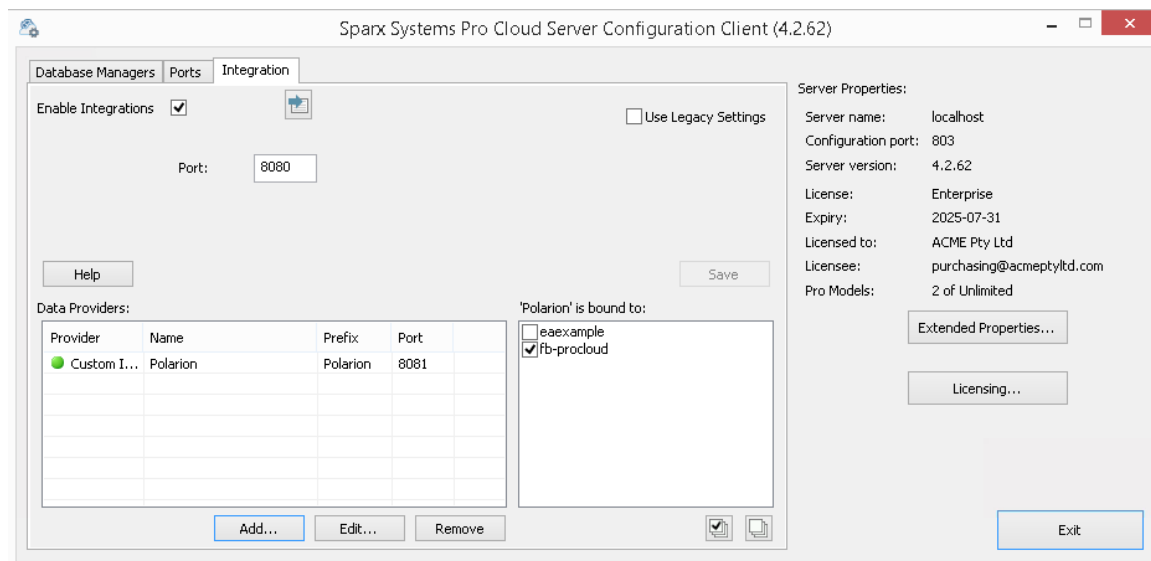 Sparx Systems Pro Cloud Server Configuration Client (4.2.62)
Database Managers Ports Integration
Enable Integrations
Use Legacy Settings
Port: 8080
Help
Save
Data Providers:
Provider Name Prefix Port
Custom I... Polarion Polarion 8081
Add... Edit... Remove
'Polarion' is bound to:
eaexample
fb-procloud
Server Properties:
Server name: localhost
Configuration port: 803
Server version: 4.2.62
License: Enterprise
Expiry: 2025-07-31
Licensed to: ACME Pty Ltd
Licensee: purchasing@acmeptyltd.com
Pro Models: 2 of Unlimited
Extended Properties...
Licensing...
Exit